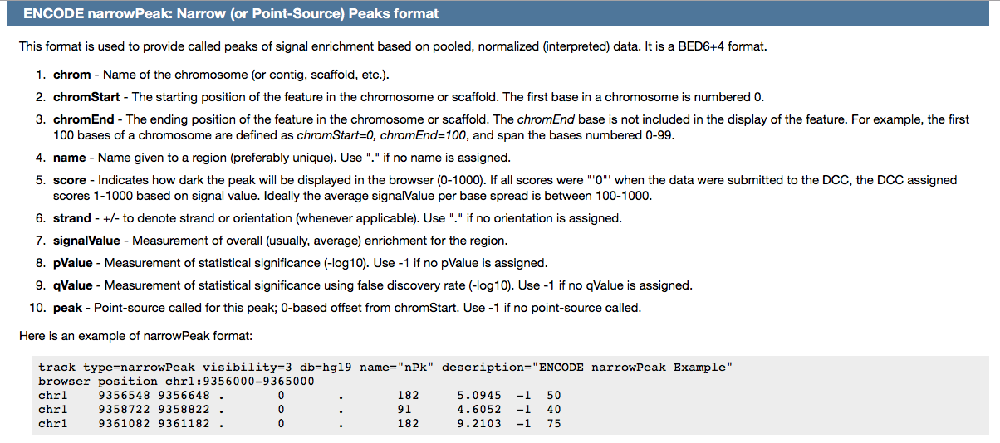 ENCODE narrowPeak: Narrow (or Point-Source) Peaks format
This format is used to provide called peaks of signal enrichment based on pooled, normalized (interpreted) data. It is a BED6+4 format.
1. chrom - Name of the chromosome (or contig, scaffold, etc.).
2. chromStart - The starting position of the feature in the chromosome or scaffold. The first base in a chromosome is numbered 0.
3. chromEnd - The ending position of the feature in the chromosome or scaffold. The chromEnd base is not included in the display of the feature. For example, the first
100 bases of a chromosome are defined as chromStart=0, chromEnd=100, and span the bases numbered 0-99.
4. name - Name given to a region (preferably unique). Use "." if no name is assigned.
5. score - Indicates how dark the peak will be displayed in the browser (0-1000). If all scores were "'0"' when the data were submitted to the DCC, the DCC assigned
scores 1-1000 based on signal value. Ideally the average signalValue per base spread is between 100-1000.
6. strand - +/- to denote strand or orientation (whenever applicable). Use "." if no orientation is assigned.
7. signalValue - Measurement of overall (usually, average) enrichment for the region.
8. pValue - Measurement of statistical significance (-log10). Use -1 if no pValue is assigned.
9. qValue - Measurement of statistical significance using false discovery rate (-log10). Use -1 if no qValue is assigned.
10. peak - Point-source called for this peak; 0-based offset from chromStart. Use -1 if no point-source called.
Here is an example of narrowPeak format:
track type=narrowPeak visibility=3 db=hg19 name="nPk" description="ENCODE narrowPeak Example"
browser position chr1:9356000-9365000
chr1    9356548 9356648 .       0       .       182     5.0945  -1  50
chr1    9358722 9358822 .       0       .       91      4.6052  -1  40
chr1    9361082 9361182 .       0       .       182     9.2103  -1  75